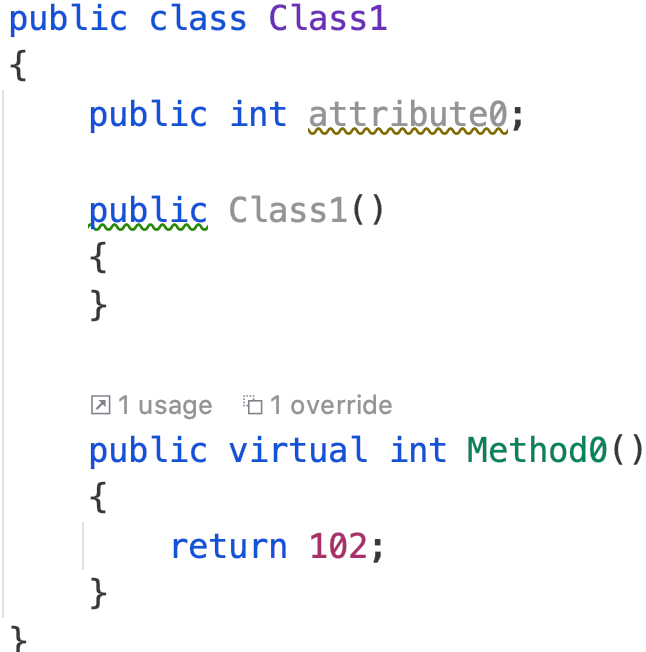 public class Class1
{
public int attribute0;
public Class1()
{
}
1 usage 1 override
public virtual int Method0()
{
return 102;
}
}